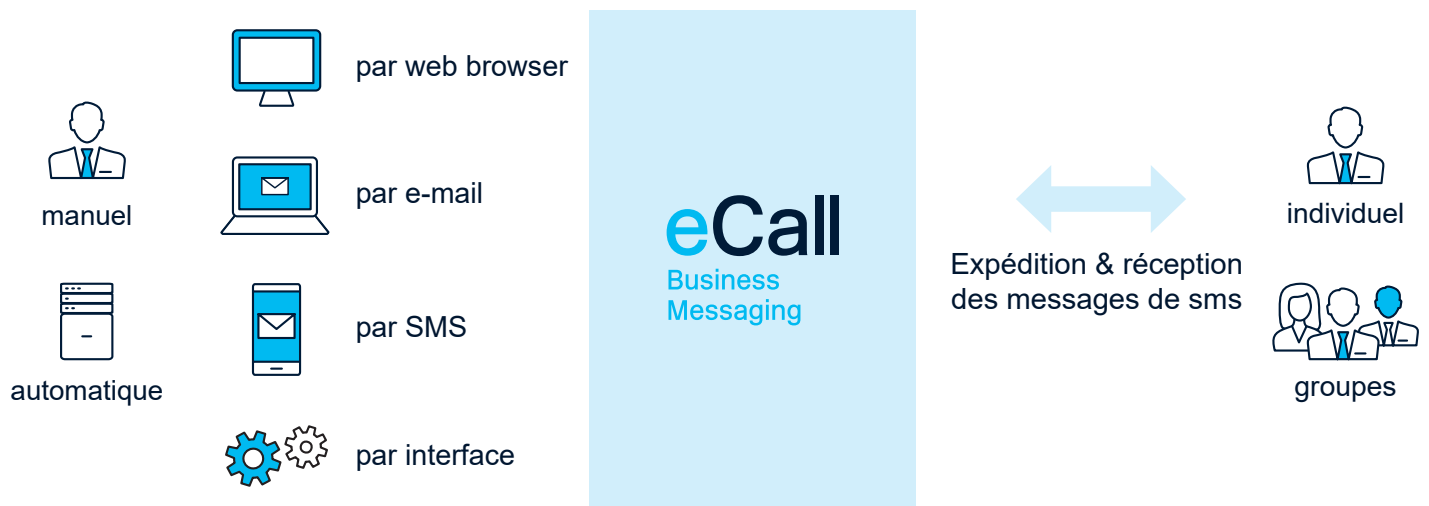 manuel
automatique
par web browser
par e-mail
par SMS
par interface
eCall
Business
Messaging
Expédition & réception
des messages de sms
individuel
groupes